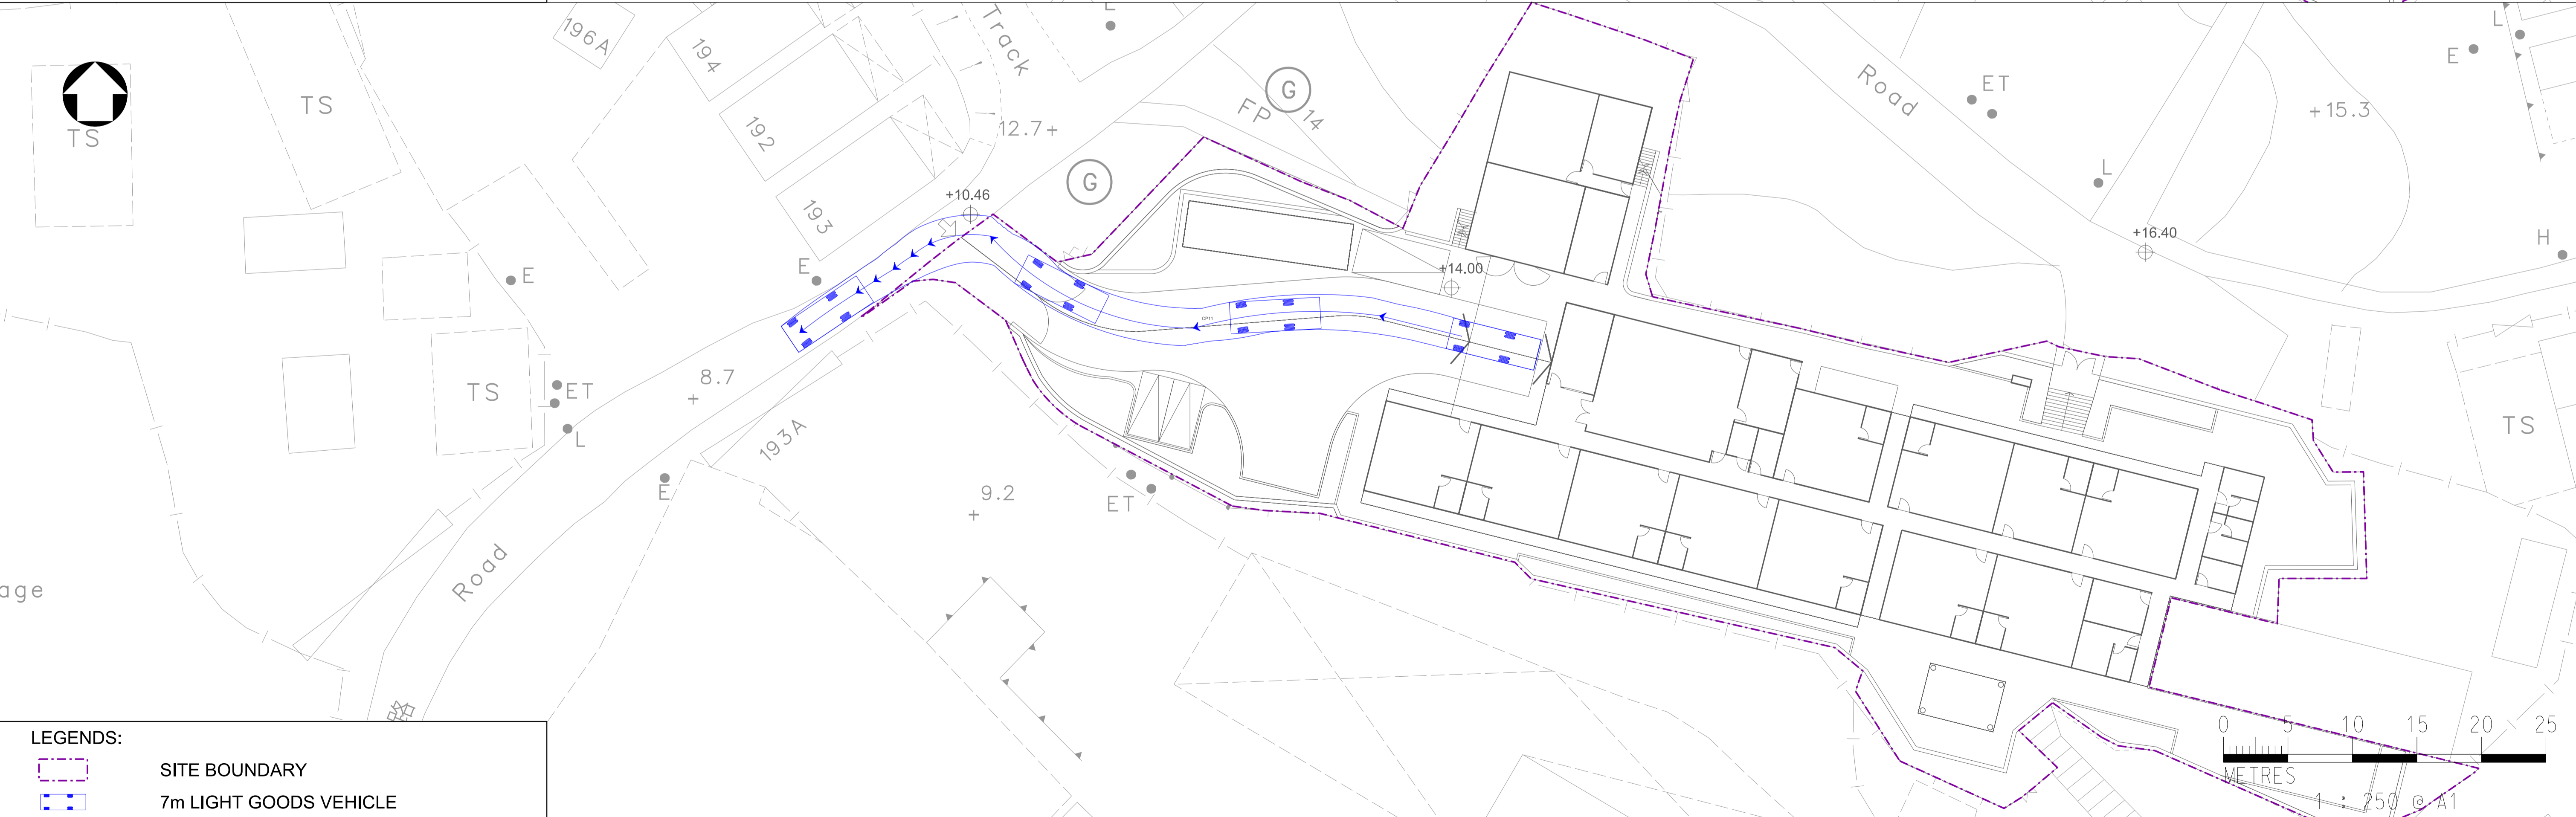 196A
194
Track
L
TS
TS
192
FP
G
14
12.7+
G
193
+10.46
Road
ET
L
E
L
+15.3
+16.40
H
E
E
+14.00
CP11
TS
ET
L
8.7
+
193A
E
9.2
+
ET
TS
Road
age
路
LEGENDS:
SITE BOUNDARY
7m LIGHT GOODS VEHICLE
0 5 10 15 20 25
METRES
1 : 250 @ A1